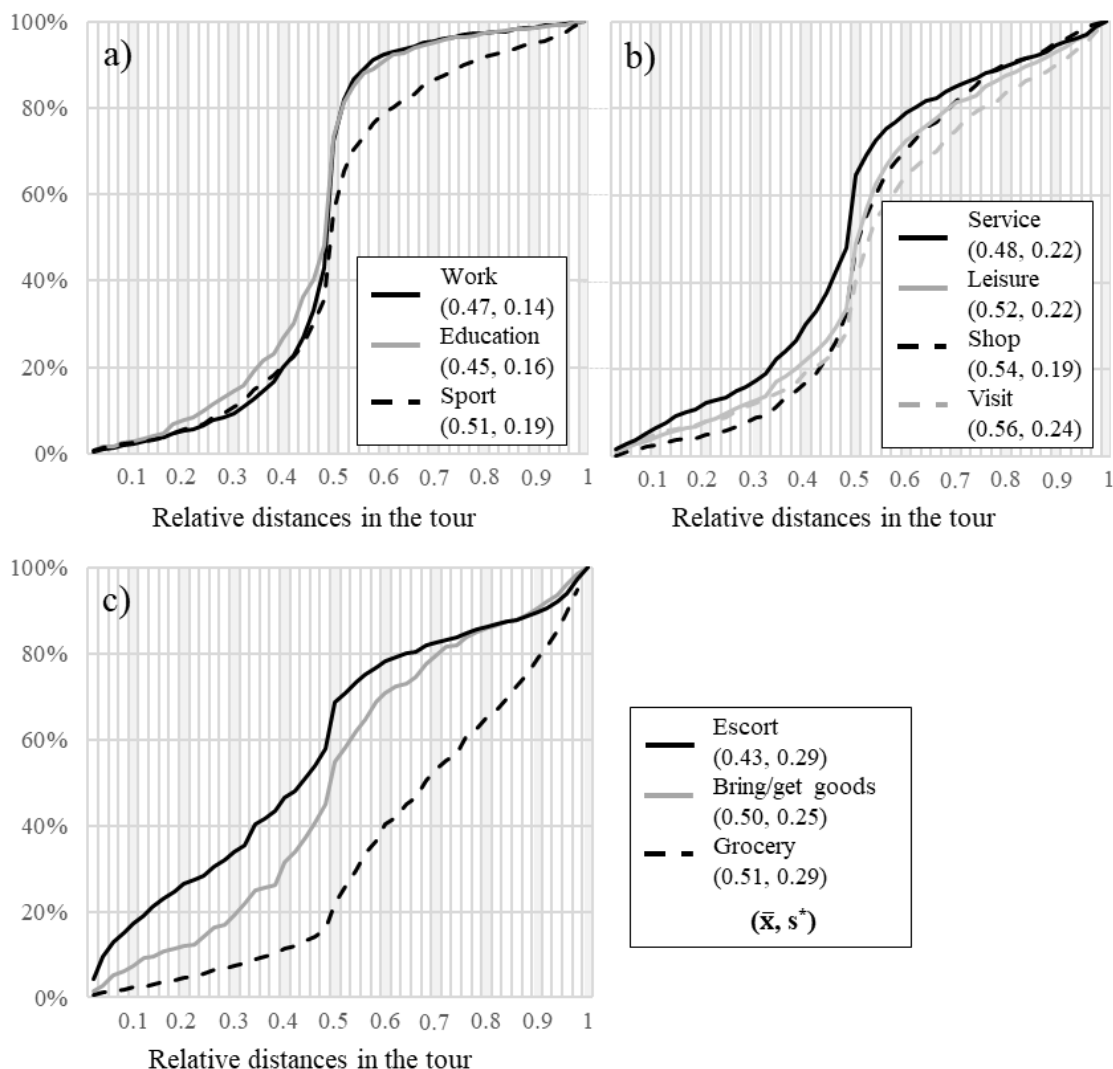 100%
80%
60%
40%
20%
0%
a)
Work
(0.47, 0.14)
Education
(0.45, 0.16)
Sport
(0.51, 0.19)
0.1 0.2 0.3 0.4 0.5 0.6 0.7 0.8 0.9 1
Relative distances in the tour
b)
Service
(0.48, 0.22)
Leisure
(0.52, 0.22)
Shop
(0.54, 0.19)
Visit
(0.56, 0.24)
0.1 0.2 0.3 0.4 0.5 0.6 0.7 0.8 0.9 1
Relative distances in the tour
100%
80%
60%
40%
20%
0%
c)
0.1 0.2 0.3 0.4 0.5 0.6 0.7 0.8 0.9 1
Relative distances in the tour
Escort
(0.43, 0.29)
Bring/get goods
(0.50, 0.25)
Grocery
(0.51, 0.29)
(x̄, s*)